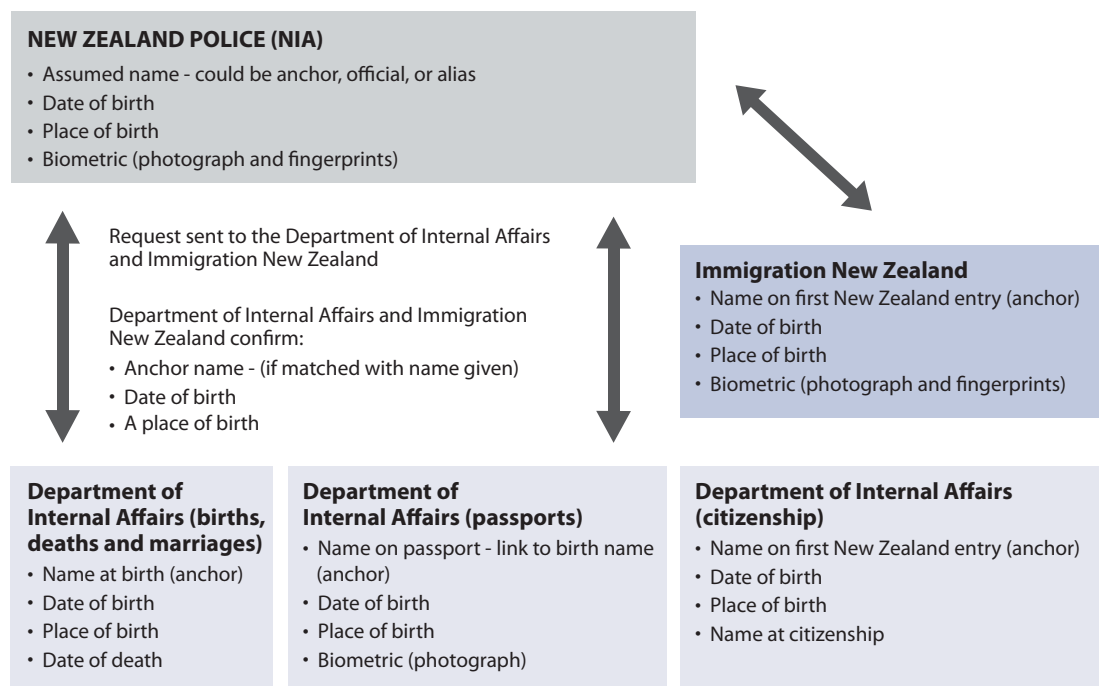 NEW ZEALAND POLICE (NIA)
• Assumed name - could be anchor, official, or alias
• Date of birth
• Place of birth
• Biometric (photograph and fingerprints)
Request sent to the Department of Internal Affairs
and Immigration New Zealand
Department of Internal Affairs and Immigration
New Zealand confirm:
• Anchor name - (if matched with name given)
• Date of birth
• A place of birth
Immigration New Zealand
• Name on first New Zealand entry (anchor)
• Date of birth
• Place of birth
• Biometric (photograph and fingerprints)
Department of
Internal Affairs (births,
deaths and marriages)
• Name at birth (anchor)
• Date of birth
• Place of birth
• Date of death
Department of
Internal Affairs (passports)
• Name on passport - link to birth name
(anchor)
• Date of birth
• Place of birth
• Biometric (photograph)
Department of Internal Affairs
(citizenship)
• Name on first New Zealand entry (anchor)
• Date of birth
• Place of birth
• Name at citizenship